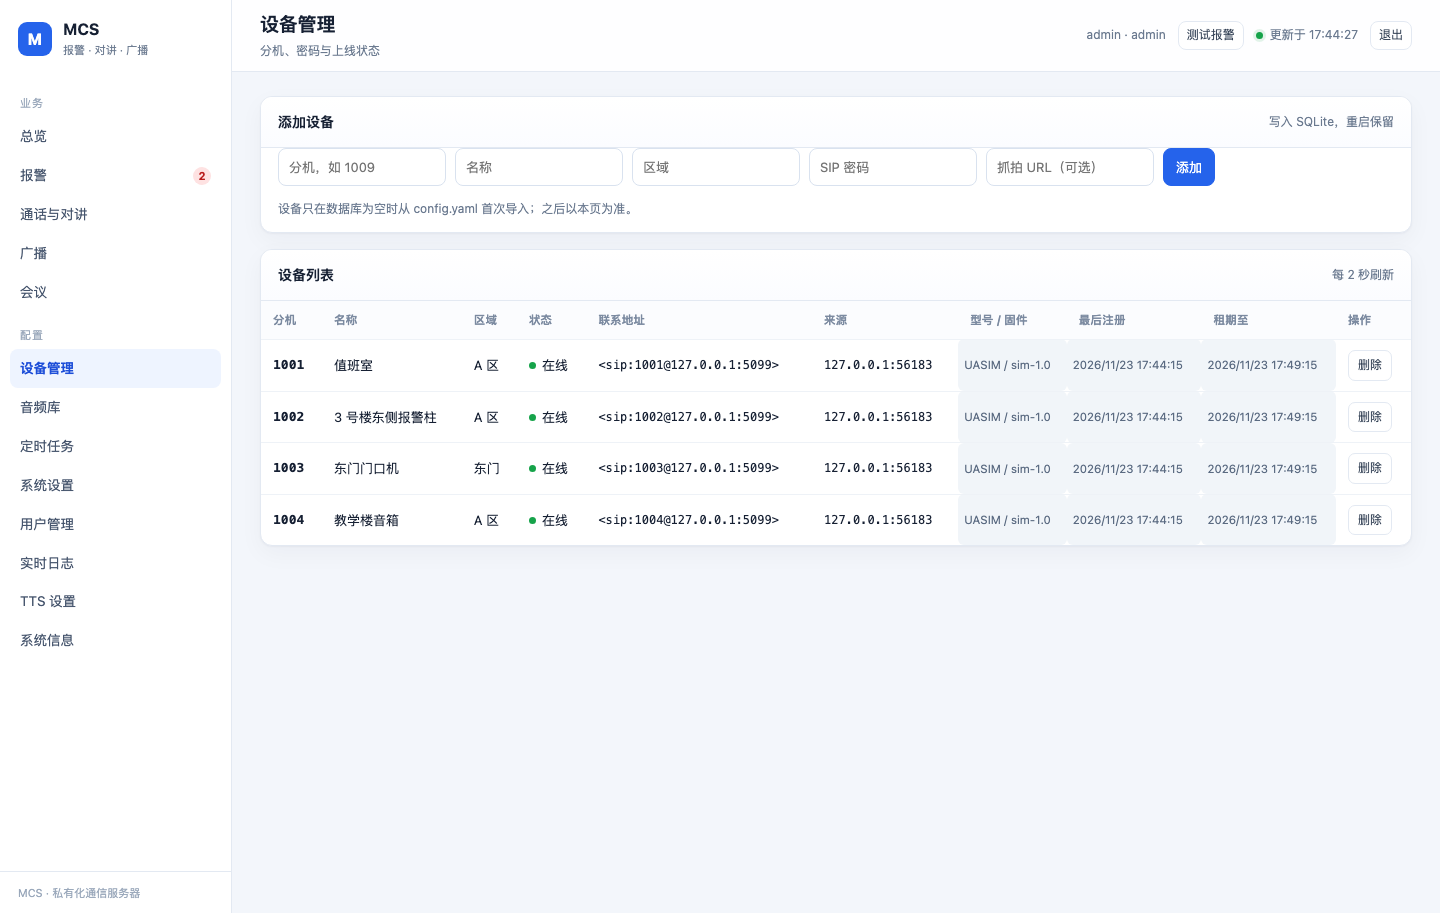 M
MCS
报警 · 对讲 · 广播
业务
总览
报警 2
通话与对讲
广播
会议
配置
设备管理
音频库
定时任务
系统设置
用户管理
实时日志
TTS 设置
系统信息
MCS · 私有化通信服务器
设备管理
分机、密码与上线状态
admin · admin 测试报警 更新于 17:44:27 退出
添加设备 写入 SQLite，重启保留
分机，如 1009 名称 区域 SIP 密码 抓拍 URL（可选） 添加
设备只在数据库为空时从 config.yaml 首次导入；之后以本页为准。
设备列表 每 2 秒刷新
分机 名称 区域 状态 联系地址 来源 型号 / 固件 最后注册 租期至 操作
1001 值班室 A 区 在线 <sip:1001@127.0.0.1:5099> 127.0.0.1:56183 UASIM / sim-1.0 2026/11/23 17:44:15 2026/11/23 17:49:15 删除
1002 3 号楼东侧报警柱 A 区 在线 <sip:1002@127.0.0.1:5099> 127.0.0.1:56183 UASIM / sim-1.0 2026/11/23 17:44:15 2026/11/23 17:49:15 删除
1003 东门门口机 东门 在线 <sip:1003@127.0.0.1:5099> 127.0.0.1:56183 UASIM / sim-1.0 2026/11/23 17:44:15 2026/11/23 17:49:15 删除
1004 教学楼音箱 A 区 在线 <sip:1004@127.0.0.1:5099> 127.0.0.1:56183 UASIM / sim-1.0 2026/11/23 17:44:15 2026/11/23 17:49:15 删除